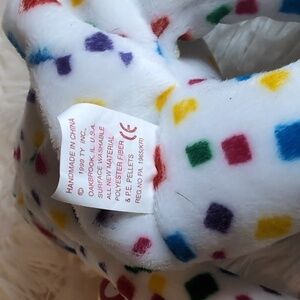 HANDMADE IN CHINA
© 1999 TY INC.,
OAKBROOK, IL. U.S.A.
SURFACE WASHABLE
ALL NEW MATERIAL
POLYESTER FIBER
& P.E. PELLETS CE
REG. NO PA. 1965(KR)